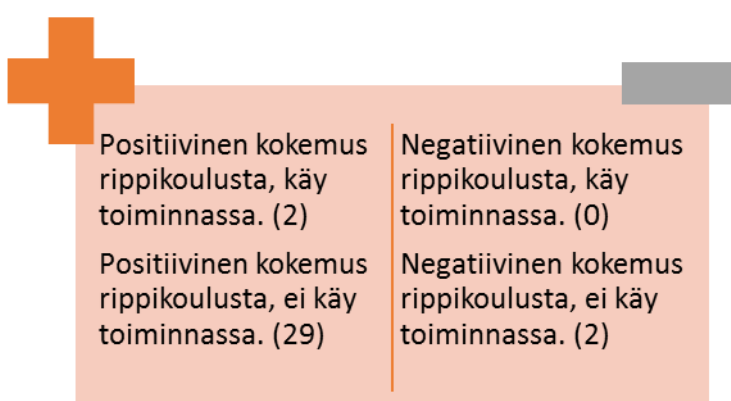 Positiivinen kokemus
rippikoulusta, käy
toiminnassa. (2)
Positiivinen kokemus
rippikoulusta, ei käy
toiminnassa. (29)
Negatiivinen kokemus
rippikoulusta, käy
toiminnassa. (0)
Negatiivinen kokemus
rippikoulusta, ei käy
toiminnassa. (2)